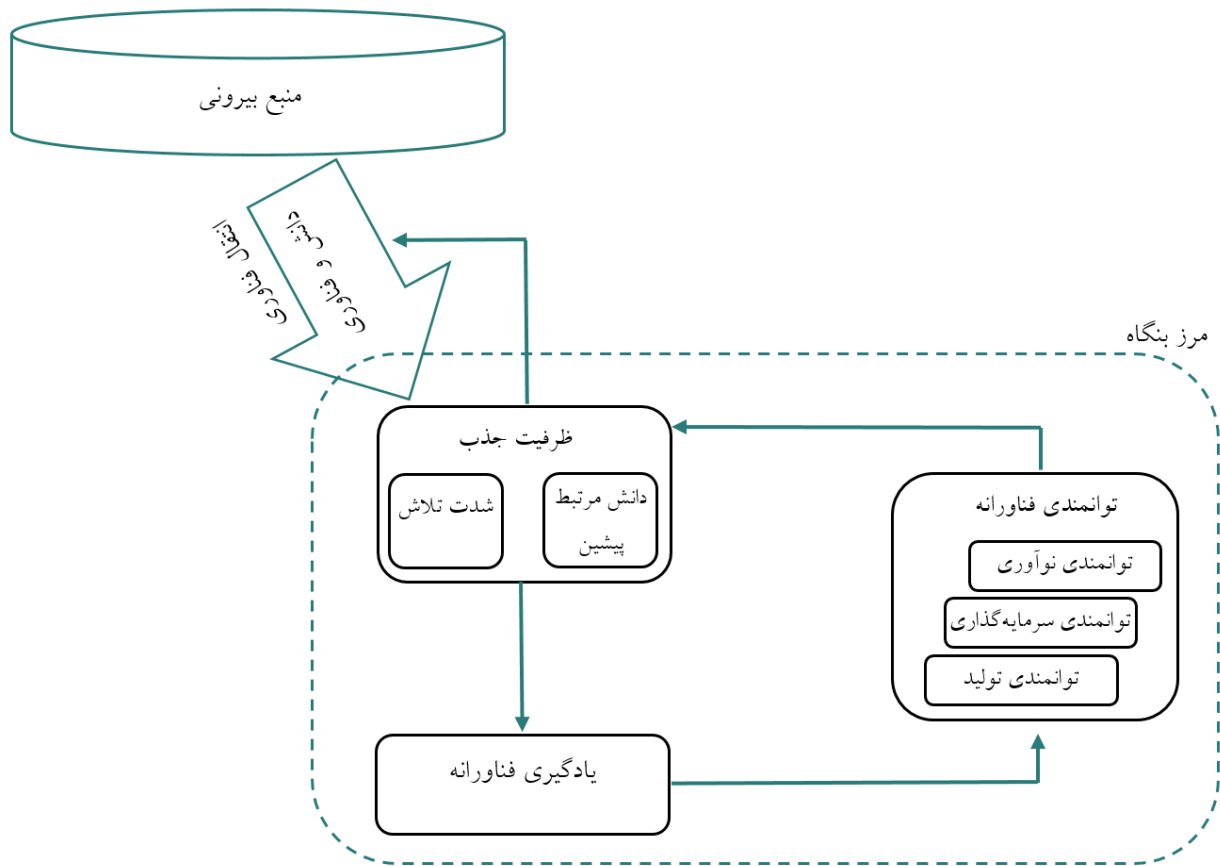 منبع بیرونی
انتقال فناوری
دانش و فناوری
مرز بنگاه
ظرفیت جذب
دانش مرتبط
پیشین
شدت تلاش
توانمندی فناورانه
توانمندی نوآوری
توانمندی سرمایه‌گذاری
توانمندی تولید
یادگیری فناورانه